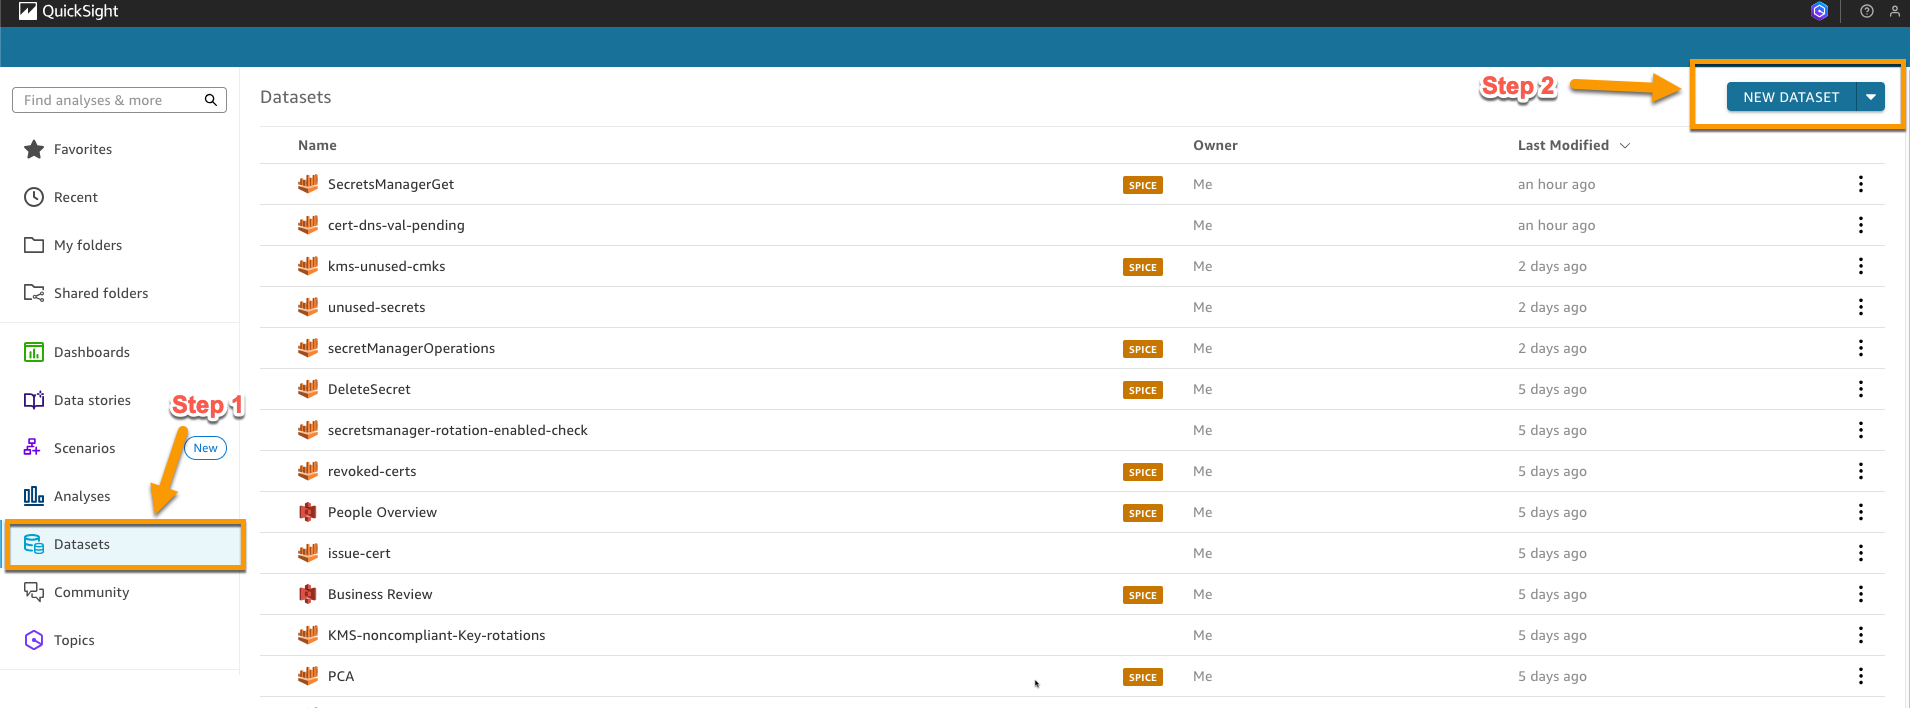 QuickSight
Find analyses & more
Favorites
Recent
My folders
Shared folders
Dashboards
Data stories
Scenarios New
Analyses
Datasets
Community
Topics
Step 1
Datasets
Step 2
NEW DATASET
Name Owner Last Modified
SecretsManagerGet SPICE Me an hour ago
cert-dns-val-pending Me an hour ago
kms-unused-cmks SPICE Me 2 days ago
unused-secrets Me 2 days ago
secretManagerOperations SPICE Me 2 days ago
DeleteSecret SPICE Me 5 days ago
secretsmanager-rotation-enabled-check Me 5 days ago
revoked-certs SPICE Me 5 days ago
People Overview SPICE Me 5 days ago
issue-cert Me 5 days ago
Business Review SPICE Me 5 days ago
KMS-noncompliant-Key-rotations Me 5 days ago
PCA SPICE Me 5 days ago